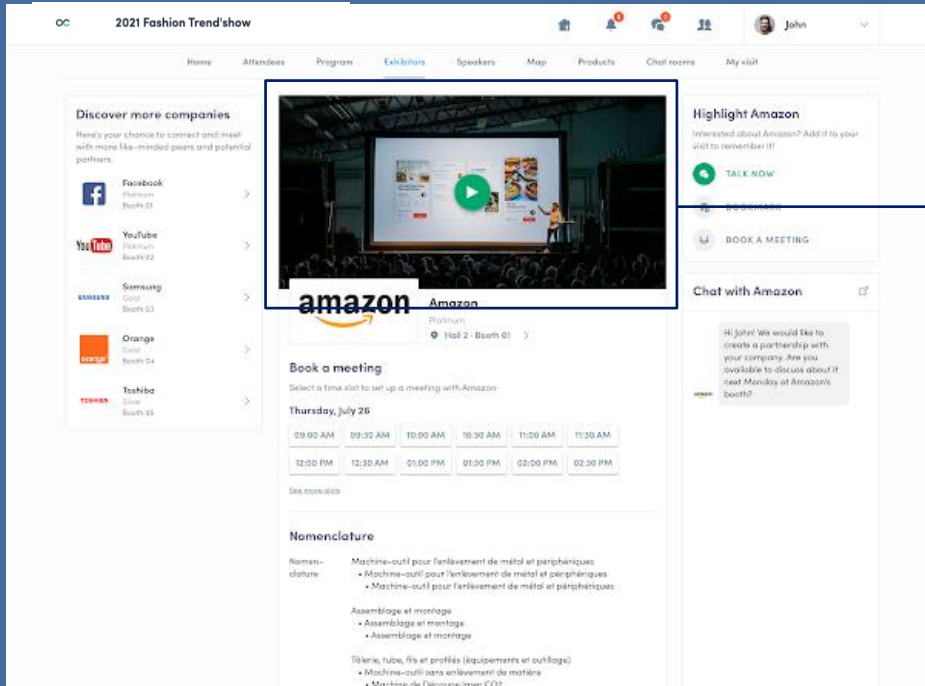 2021 Fashion Trend'show
John
Home Attendees Program Exhibitors Speakers Map Products Chat rooms My visit
Discover more companies
Here's your chance to connect and meet
with more like-minded peers and potential
partners.
Facebook
Platinum
Booth 01
YouTube
Platinum
Booth 02
Samsung
Gold
Booth 03
Orange
Gold
Booth 04
Toshiba
Silver
Booth 05
amazon
Amazon
Platinum
Hall 2 - Booth 01
Book a meeting
Select a time slot to set up a meeting with Amazon
Thursday, July 26
09:00 AM 09:30 AM 10:00 AM 10:30 AM 11:00 AM 11:30 AM
12:00 PM 12:30 AM 01:00 PM 01:30 PM 02:00 PM 02:30 PM
See more slots
Nomenclature
Nomen-
clature
Machine-outil pour l'enlèvement de métal et périphériques
• Machine-outil pour l'enlèvement de métal et périphériques
• Machine-outil pour l'enlèvement de métal et périphériques
Assemblage et montage
• Assemblage et montage
• Assemblage et montage
Tôlerie, tube, fils et profilés (équipements et outillage)
• Machine-outil sans enlèvement de matière
• Machine de Découpe laser CO2
Highlight Amazon
Interested about Amazon? Add it to your
visit to remember it!
TALK NOW
BOOKMARK
BOOK A MEETING
Chat with Amazon
Hi John! We would like to
create a partnership with
your company. Are you
available to discuss about it
next Monday at Amazon's
booth?